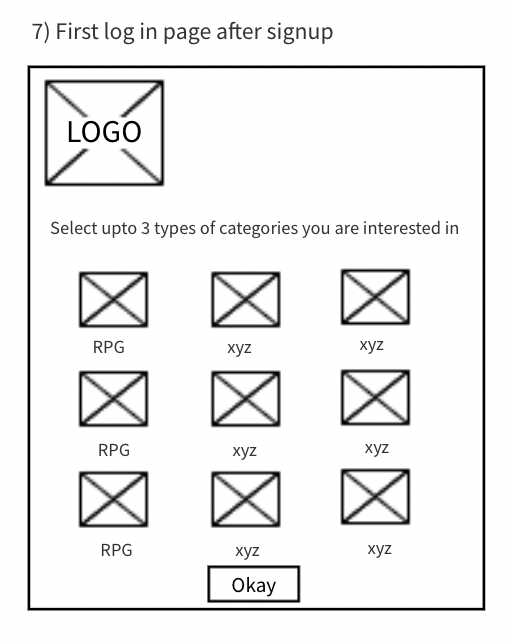 7) First log in page after signup
LOGO
Select upto 3 types of categories you are interested in
RPG xyz xyz
RPG xyz xyz
RPG xyz xyz
Okay